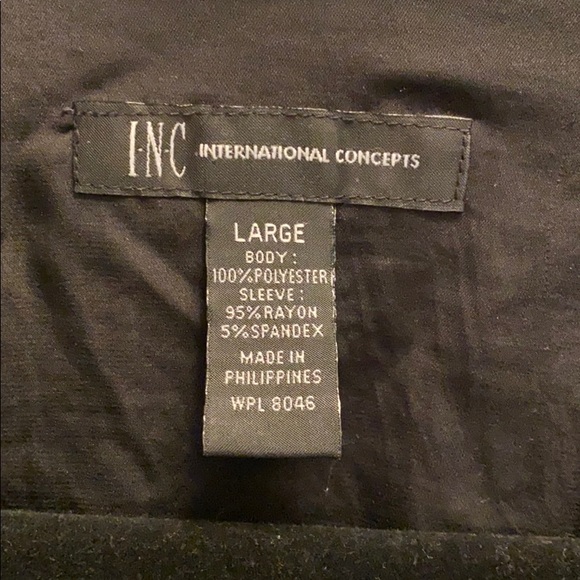 I·N·C INTERNATIONAL CONCEPTS
LARGE
BODY:
100%POLYESTER
SLEEVE:
95%RAYON
5%SPANDEX
MADE IN
PHILIPPINES
WPL 8046